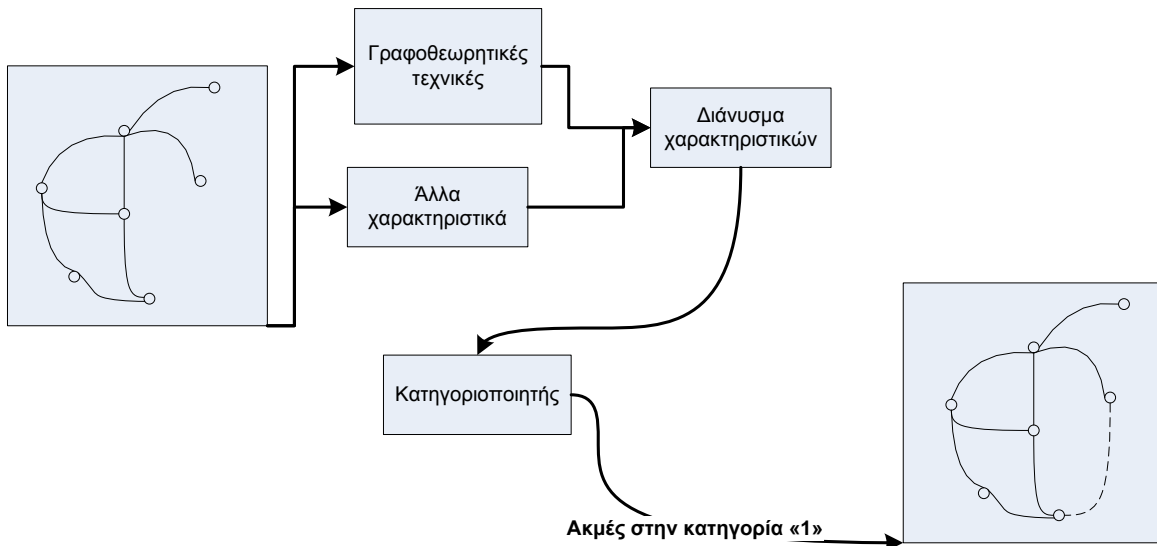 Γραφοθεωρητικές
τεχνικές
Διάνυσμα
χαρακτηριστικών
Άλλα
χαρακτηριστικά
Κατηγοριοποιητής
Ακμές στην κατηγορία «1»